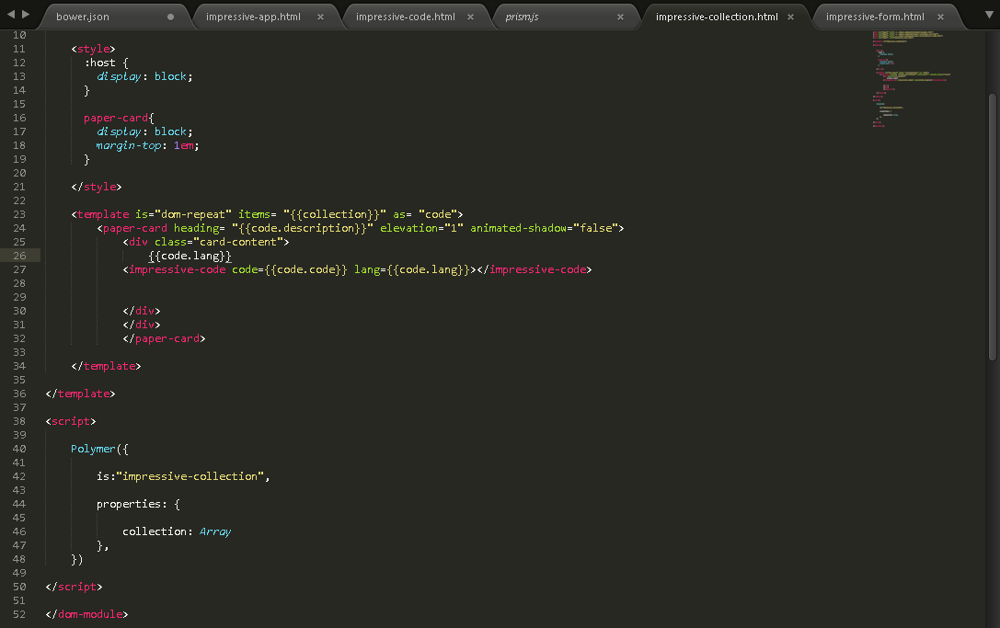 bower.json
impressive-app.html ×
impressive-code.html ×
prism.js ×
impressive-collection.html ×
impressive-form.html ×
10
11 <style>
12 :host {
13 display: block;
14 }
15
16 paper-card{
17 display: block;
18 margin-top: 1em;
19 }
20
21 </style>
22
23 <template is="dom-repeat" items= "{{collection}}" as= "code">
24 <paper-card heading= "{{code.description}}" elevation="1" animated-shadow="false">
25 <div class="card-content">
26 {{code.lang}}
27 <impressive-code code={{code.code}} lang={{code.lang}}></impressive-code>
28
29
30 </div>
31 </div>
32 </paper-card>
33
34 </template>
35
36 </template>
37
38 <script>
39
40 Polymer({
41
42 is:"impressive-collection",
43
44 properties: {
45
46 collection: Array
47 },
48 })
49
50 </script>
51
52 </dom-module>